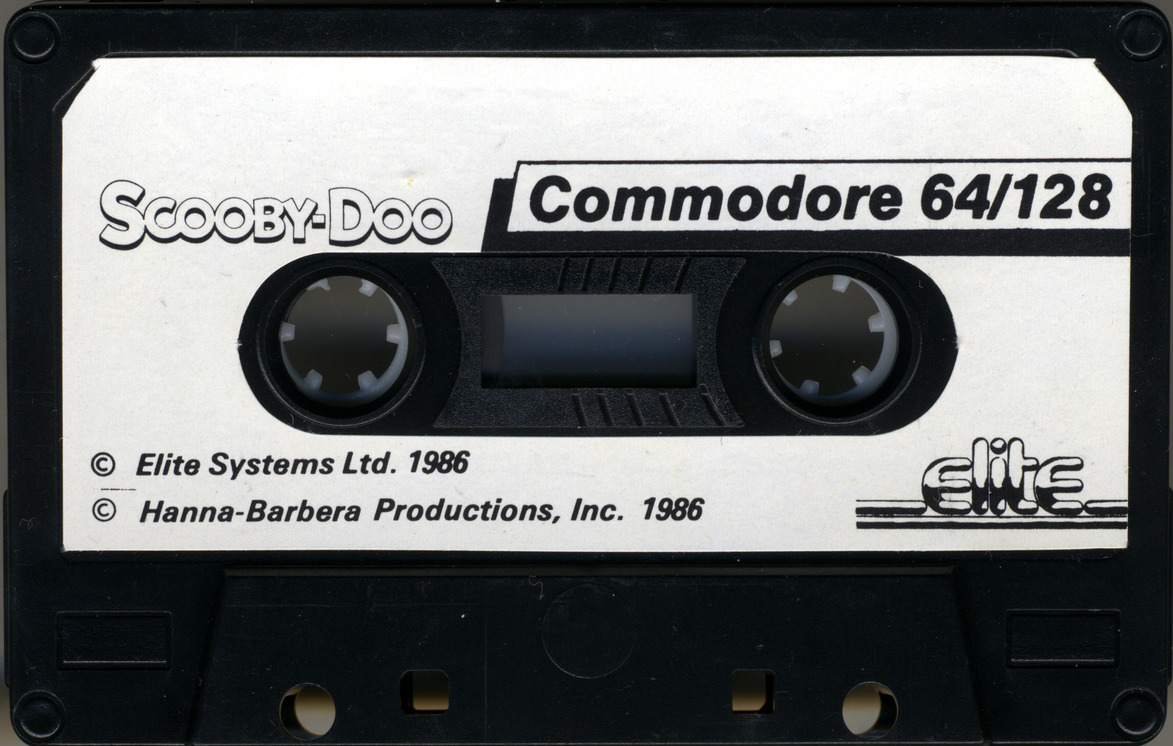 SCOOBY-DOO
Commodore 64/128
© Elite Systems Ltd. 1986
© Hanna-Barbera Productions, Inc. 1986
elite